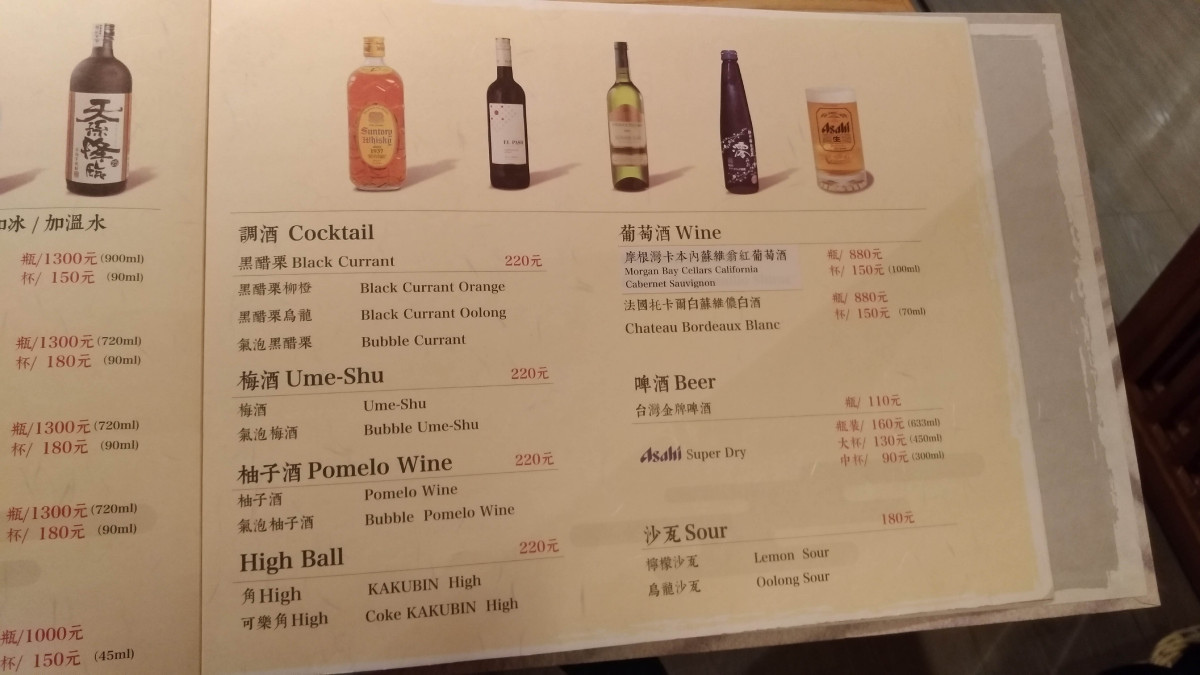 天孫降臨
Suntory
Whisky
EL PASO
澪
Asahi
生
加冰 / 加溫水
瓶/1300元 (900ml)
杯/ 150元 (90ml)
瓶/1300元 (720ml)
杯/ 180元 (90ml)
瓶/1300元 (720ml)
杯/ 180元 (90ml)
瓶/1300元 (720ml)
杯/ 180元 (90ml)
瓶/1000元
杯/ 150元 (45ml)
調酒 Cocktail
黑醋栗 Black Currant 220元
黑醋栗柳橙 Black Currant Orange
黑醋栗烏龍 Black Currant Oolong
氣泡黑醋栗 Bubble Currant
梅酒 Ume-Shu 220元
梅酒 Ume-Shu
氣泡梅酒 Bubble Ume-Shu
柚子酒 Pomelo Wine 220元
柚子酒 Pomelo Wine
氣泡柚子酒 Bubble Pomelo Wine
High Ball 220元
角High KAKUBIN High
可樂角High Coke KAKUBIN High
葡萄酒 Wine
摩根灣卡本內蘇維翁紅葡萄酒 瓶/ 880元
Morgan Bay Cellars California 杯/ 150元 (100ml)
Cabernet Sauvignon
法國托卡爾白蘇維儂白酒 瓶/ 880元
Chateau Bordeaux Blanc 杯/ 150元 (70ml)
啤酒 Beer
台灣金牌啤酒 瓶/ 110元
瓶裝/ 160元 (633ml)
Asahi Super Dry 大杯/ 130元 (450ml)
中杯/ 90元 (300ml)
沙瓦 Sour 180元
檸檬沙瓦 Lemon Sour
烏龍沙瓦 Oolong Sour